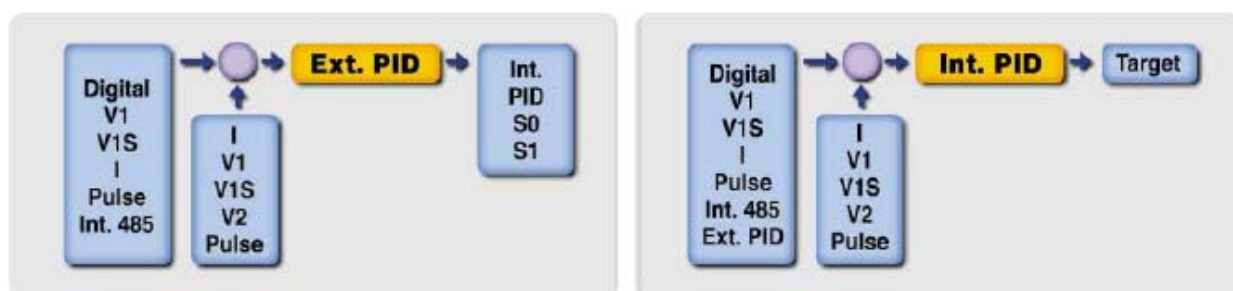 Digital
V1
V1S
I
Pulse
Int. 485
I
V1
V1S
V2
Pulse
Ext. PID
Int.
PID
S0
S1
Digital
V1
V1S
I
Pulse
Int. 485
Ext. PID
I
V1
V1S
V2
Pulse
Int. PID
Target